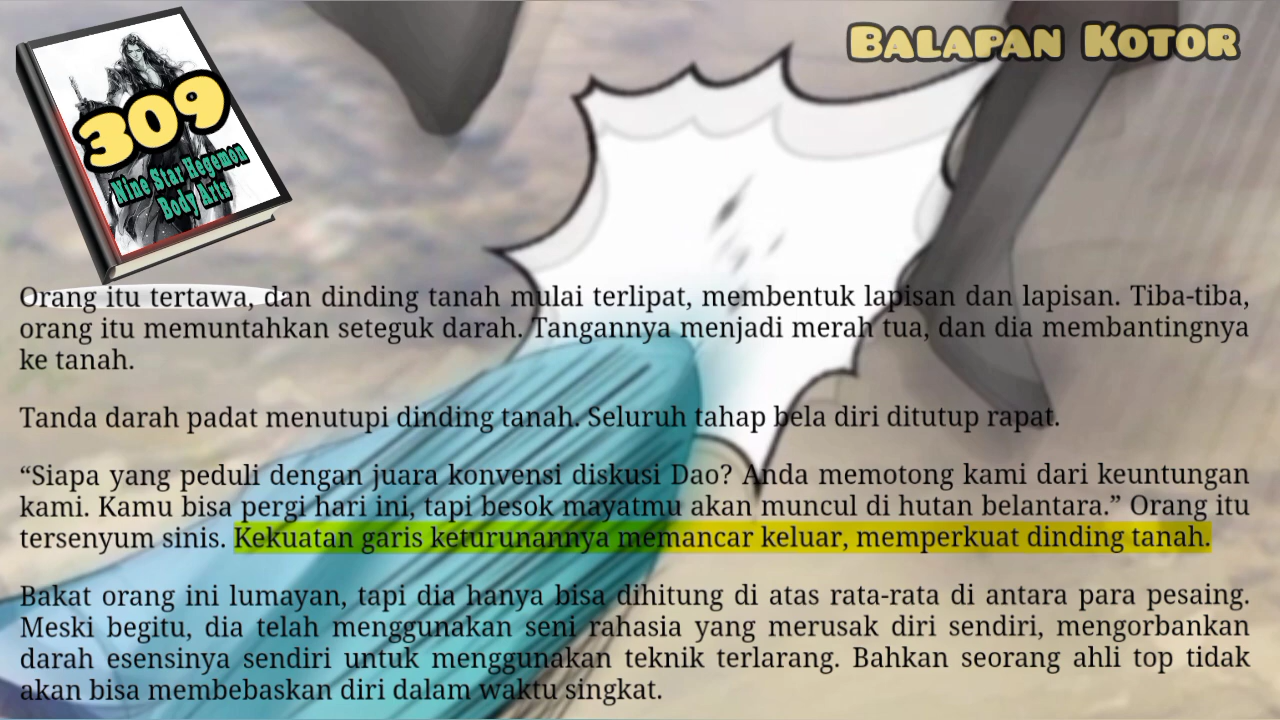 Balapan Kotor
309
Nine Star Hegemon
Body Arts
Orang itu tertawa, dan dinding tanah mulai terlipat, membentuk lapisan dan lapisan. Tiba-tiba,
orang itu memuntahkan seteguk darah. Tangannya menjadi merah tua, dan dia membantingnya
ke tanah.
Tanda darah padat menutupi dinding tanah. Seluruh tahap bela diri ditutup rapat.
“Siapa yang peduli dengan juara konvensi diskusi Dao? Anda memotong kami dari keuntungan
kami. Kamu bisa pergi hari ini, tapi besok mayatmu akan muncul di hutan belantara.” Orang itu
tersenyum sinis. Kekuatan garis keturunannya memancar keluar, memperkuat dinding tanah.
Bakat orang ini lumayan, tapi dia hanya bisa dihitung di atas rata-rata di antara para pesaing.
Meski begitu, dia telah menggunakan seni rahasia yang merusak diri sendiri, mengorbankan
darah esensinya sendiri untuk menggunakan teknik terlarang. Bahkan seorang ahli top tidak
akan bisa membebaskan diri dalam waktu singkat.